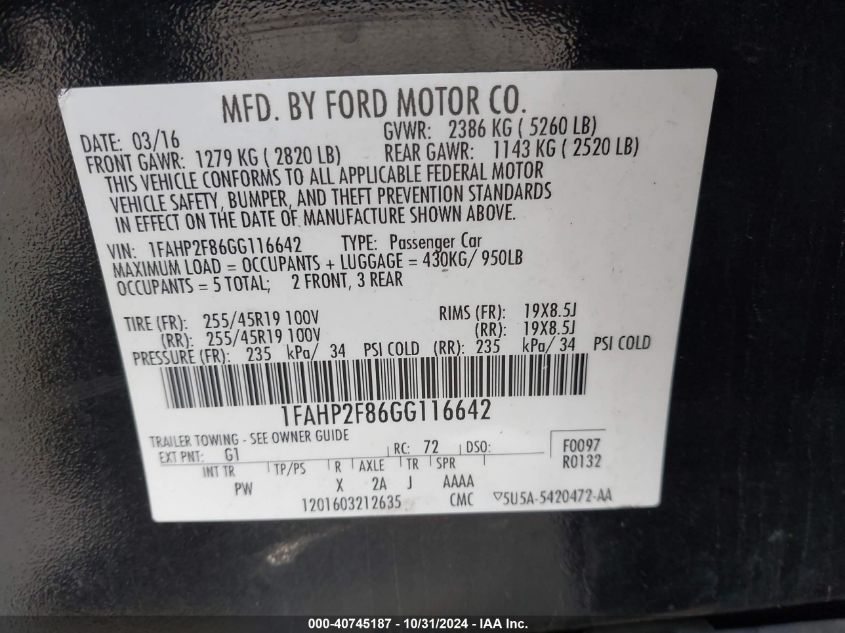 MFD. BY FORD MOTOR CO.
DATE: 03/16 GVWR: 2386 KG ( 5260 LB)
FRONT GAWR: 1279 KG ( 2820 LB) REAR GAWR: 1143 KG ( 2520 LB)
THIS VEHICLE CONFORMS TO ALL APPLICABLE FEDERAL MOTOR
VEHICLE SAFETY, BUMPER, AND THEFT PREVENTION STANDARDS
IN EFFECT ON THE DATE OF MANUFACTURE SHOWN ABOVE.
VIN: 1FAHP2F86GG116642 TYPE: Passenger Car
MAXIMUM LOAD = OCCUPANTS + LUGGAGE = 430KG/ 950LB
OCCUPANTS = 5 TOTAL; 2 FRONT, 3 REAR
TIRE (FR): 255/45R19 100V RIMS (FR): 19X8.5J
(RR): 255/45R19 100V (RR): 19X8.5J
PRESSURE (FR): 235 kPa/ 34 PSI COLD (RR): 235 kPa/ 34 PSI COLD
1FAHP2F86GG116642
TRAILER TOWING - SEE OWNER GUIDE
EXT PNT: G1 RC: 72 DSO: F0097
INT TR TP/PS R AXLE TR SPR R0132
PW X 2A J AAAA
1201603212635 CMC ▽5U5A-5420472-AA
000-40745187 - 10/31/2024 - IAA Inc.